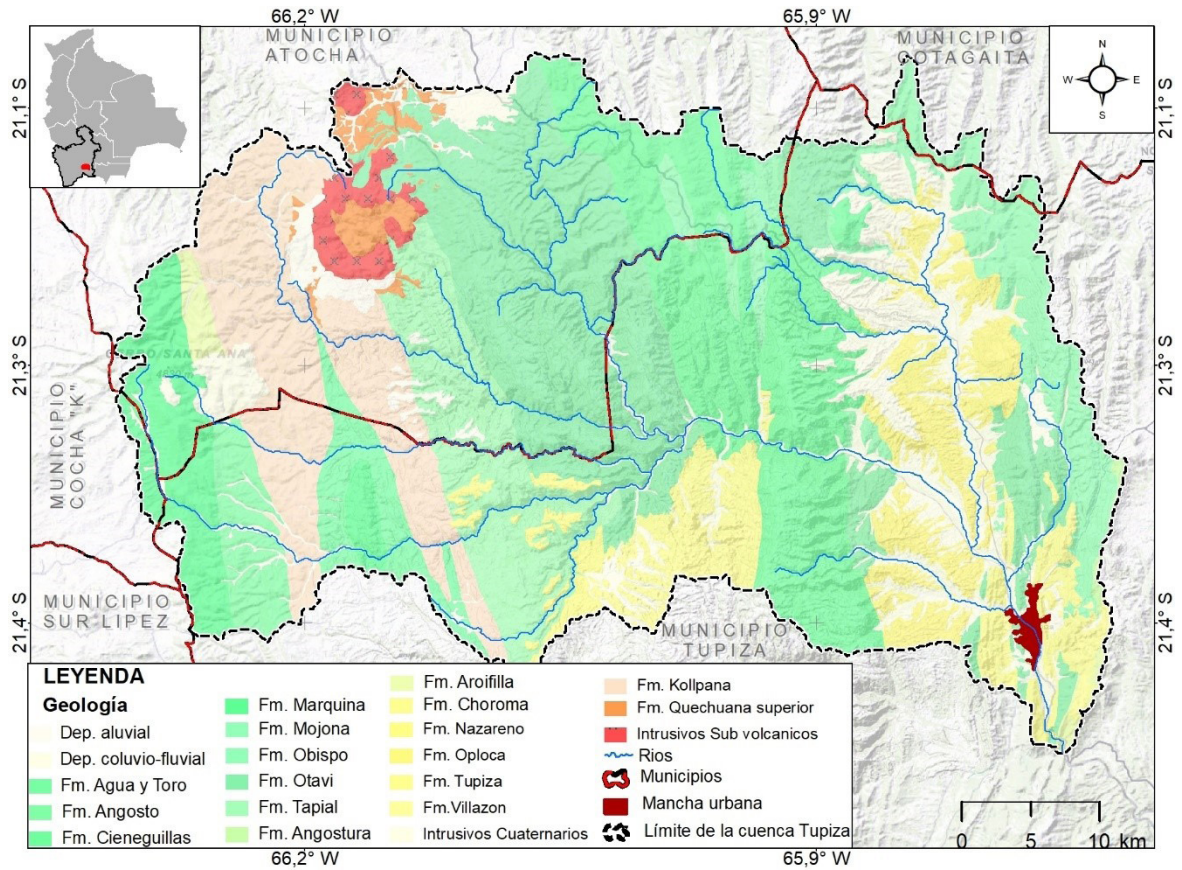 66,2° W
65,9° W
MUNICIPIO
ATOCHA
MUNICIPIO
COTAGAITA
N
W
E
S
21,1° S
21,1° S
21,3° S
21,3° S
MUNICIPIO
COCHA "K"
21,4° S
21,4° S
MUNICIPIO
SUR LIPEZ
MUNICIPIO
TUPIZA
LEYENDA
Geología
Dep. aluvial
Dep. coluvio-fluvial
Fm. Agua y Toro
Fm. Angosto
Fm. Cieneguillas
Fm. Marquina
Fm. Mojona
Fm. Obispo
Fm. Otavi
Fm. Tapial
Fm. Angostura
Fm. Aroifilla
Fm. Choroma
Fm. Nazareno
Fm. Oploca
Fm. Tupiza
Fm.Villazon
Intrusivos Cuaternarios
Fm. Kollpana
Fm. Quechuana superior
Intrusivos Sub volcanicos
Rios
Municipios
Mancha urbana
Límite de la cuenca Tupiza
0 5 10 km
66,2° W
65,9° W